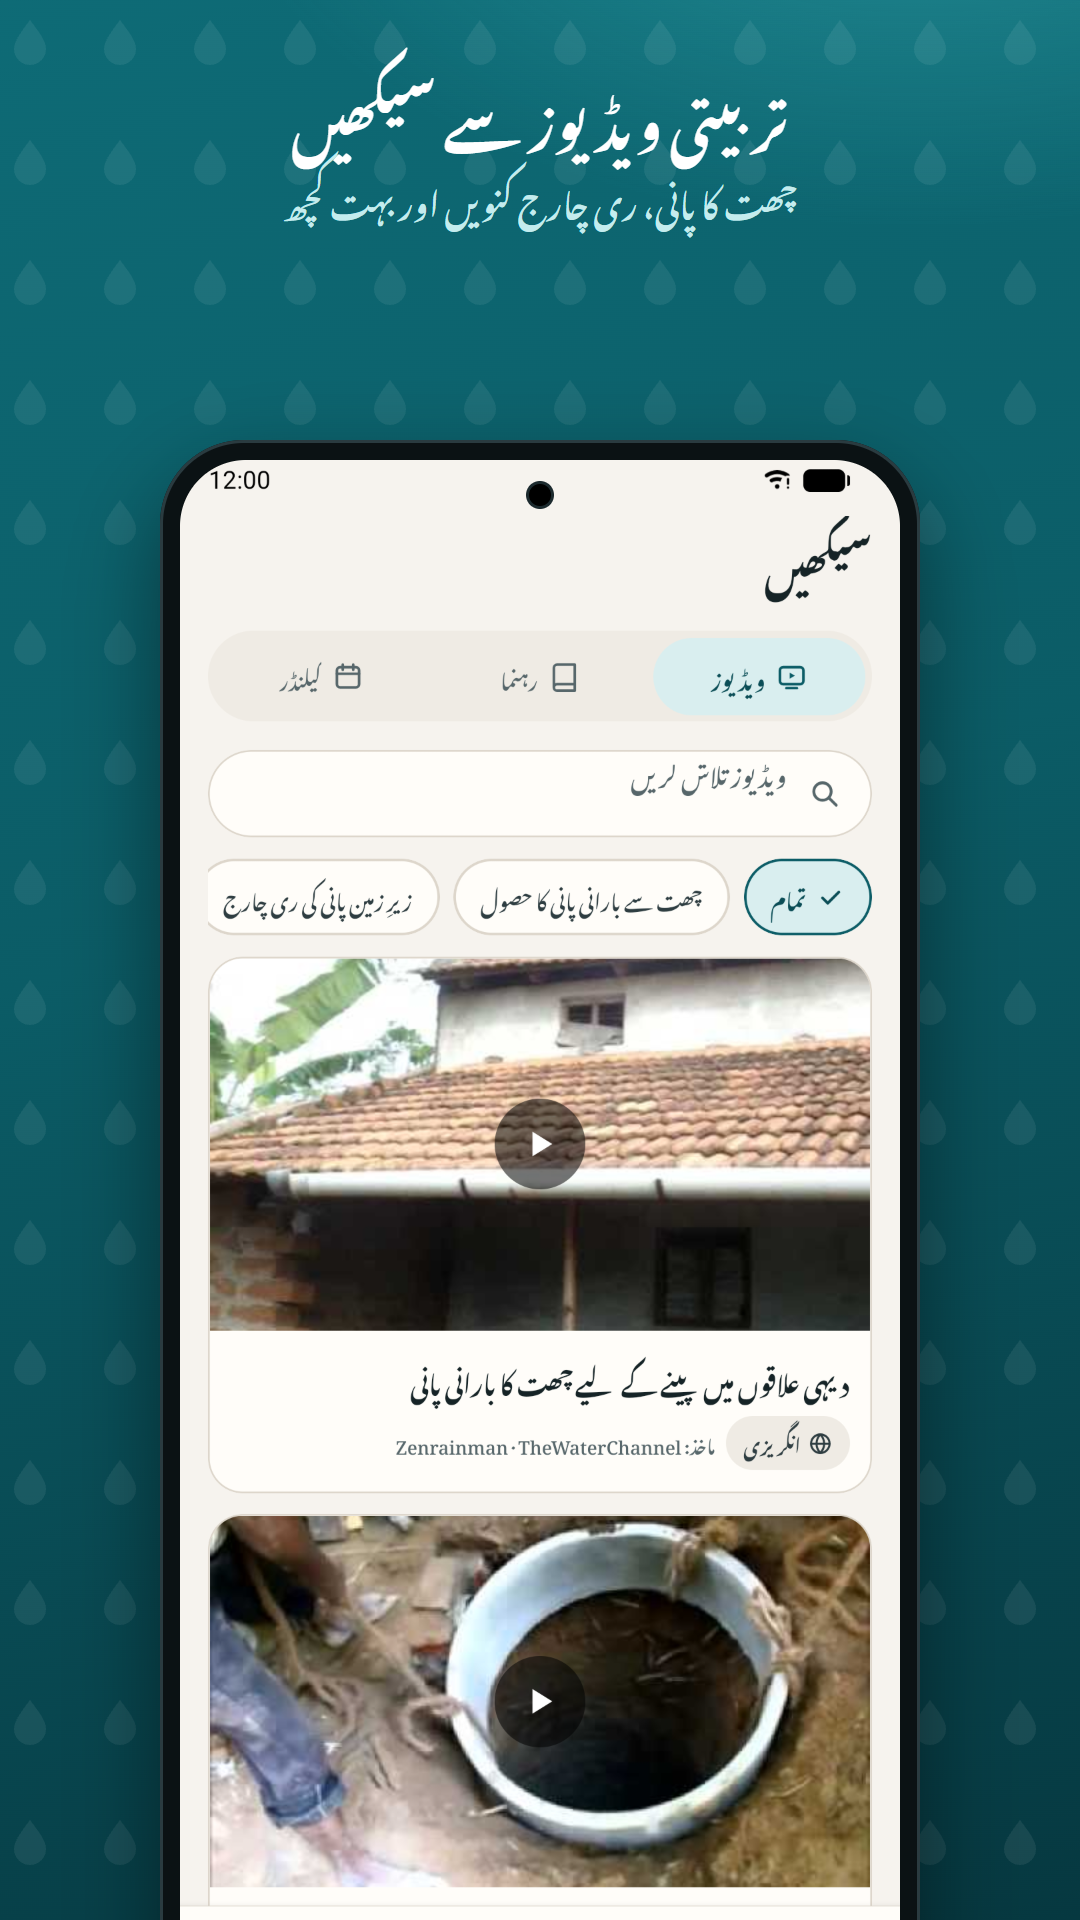 تربیتی ویڈیوز سے سیکھیں
چھت کا پانی، ری چارج کنویں اور بہت کچھ
12:00
سیکھیں
ویڈیوز
رہنما
کیلنڈر
ویڈیوز تلاش کریں
تمام
چھت سے بارانی پانی کا حصول
زیرِ زمین پانی کی ری چارج
دیہی علاقوں میں پینے کے لیے چھت کا بارانی پانی
انگریزی
ماخذ: Zenrainman · TheWaterChannel